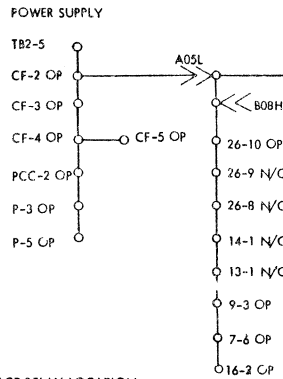 POWER SUPPLY
TB2-5
A05L
CF-2 OP
CF-3 OP
B08H
CF-4 OP
CF-5 OP
26-10 OP
PCC-2 OP
26-9 N/C
P-3 OP
26-8 N/C
P-5 OP
14-1 N/C
13-1 N/C
9-3 OP
7-6 OP
16-2 OP